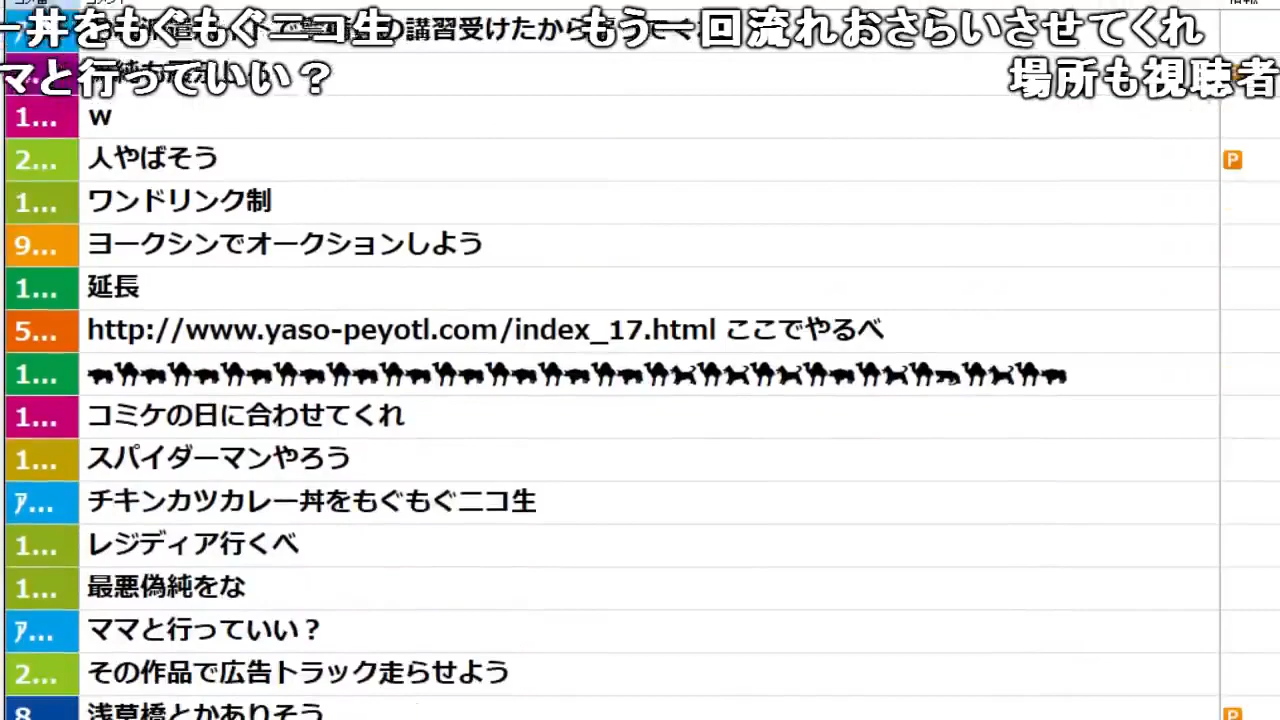 ー丼をもぐもぐニコ生
もう一回流れおさらいさせてくれ
の講習受けたから
ママと行っていい？
場所も視聴者
1... w
2... 人やばそう P
1... ワンドリンク制
9... ヨークシンでオークションしよう
1... 延長
5... http://www.yaso-peyotl.com/index_17.html ここでやるべ
1...
1... コミケの日に合わせてくれ
1... スパイダーマンやろう
ｱ... チキンカツカレー丼をもぐもぐニコ生
1... レジディア行くべ
1... 最悪偽純をな
ｱ... ママと行っていい？
2... その作品で広告トラック走らせよう
8 浅草橋とかありそう P